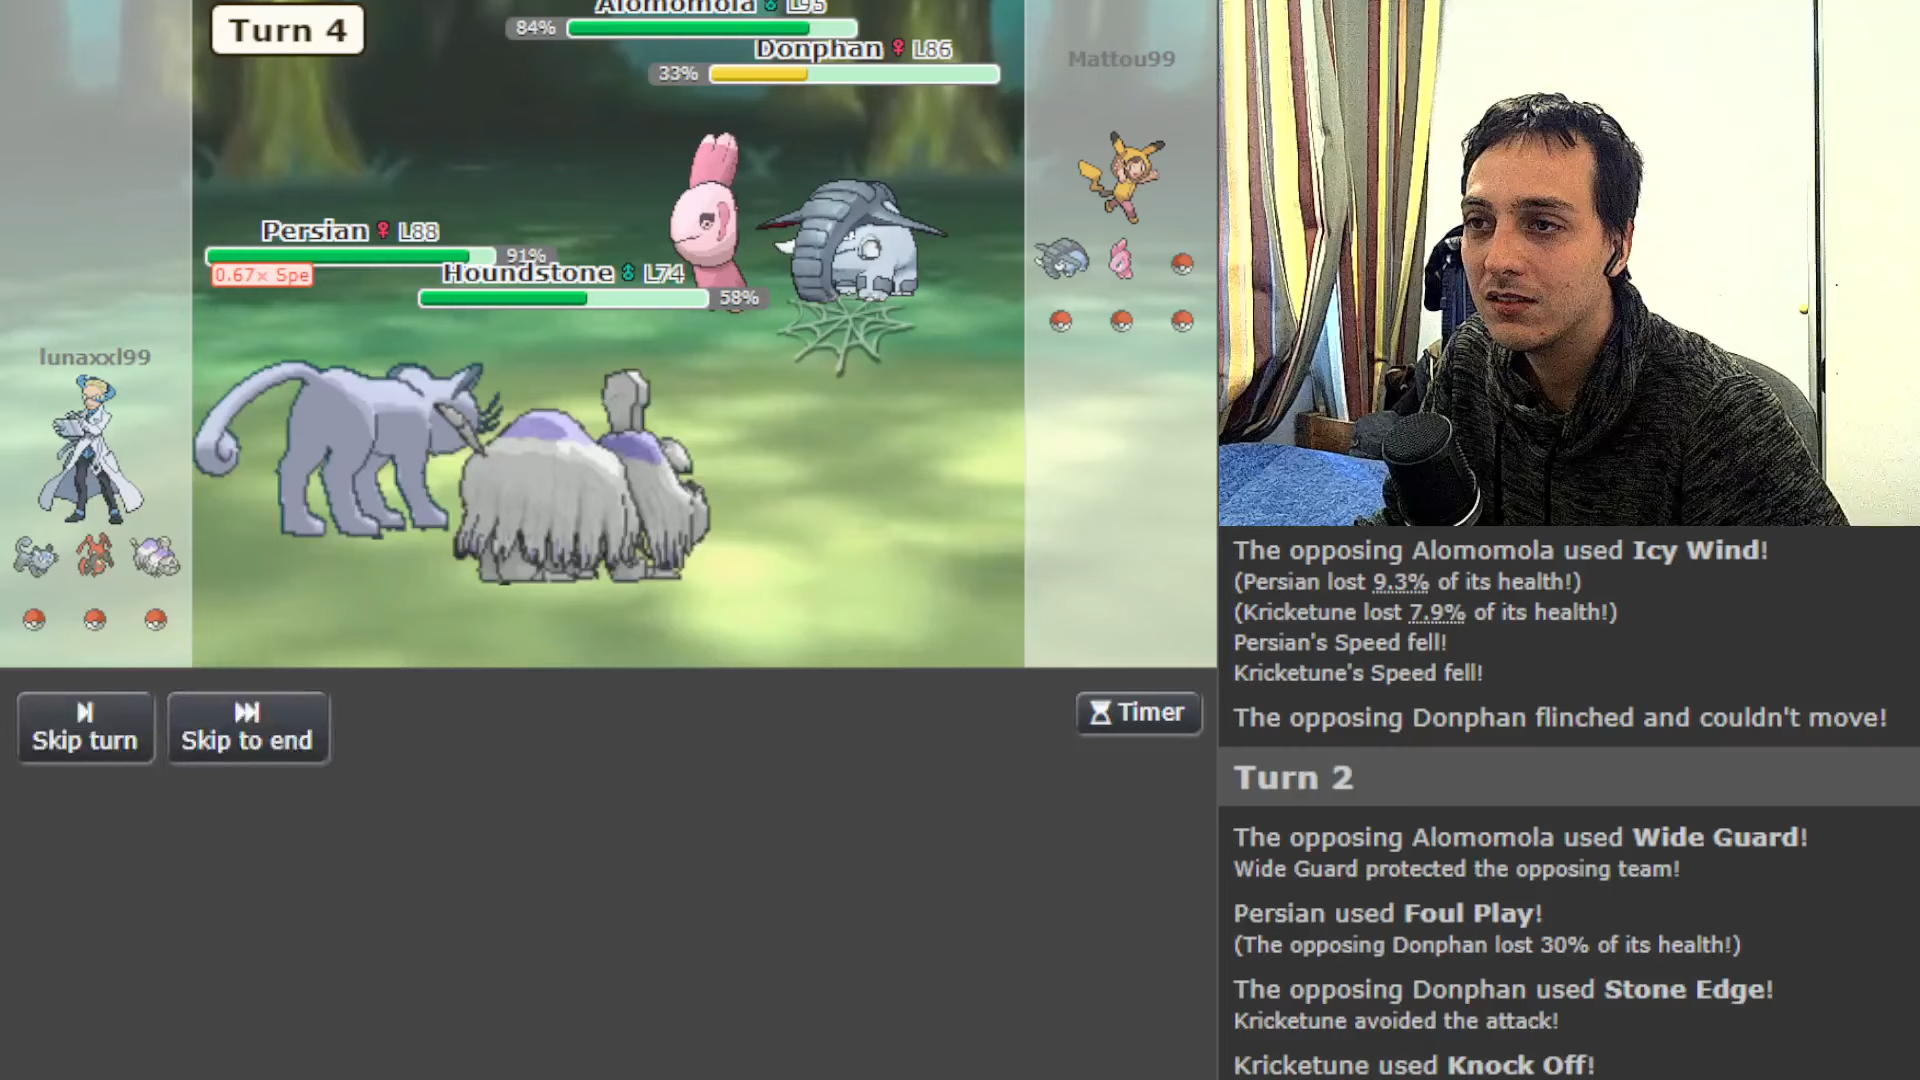 Turn 4
Alomomola L95
84%
Donphan L86
33%
Mattou99
Persian L88
91%
0.67× Spe
Houndstone L74
58%
lunaxxl99
Skip turn
Skip to end
Timer
The opposing Alomomola used Icy Wind!
(Persian lost 9.3% of its health!)
(Kricketune lost 7.9% of its health!)
Persian's Speed fell!
Kricketune's Speed fell!
The opposing Donphan flinched and couldn't move!
Turn 2
The opposing Alomomola used Wide Guard!
Wide Guard protected the opposing team!
Persian used Foul Play!
(The opposing Donphan lost 30% of its health!)
The opposing Donphan used Stone Edge!
Kricketune avoided the attack!
Kricketune used Knock Off!